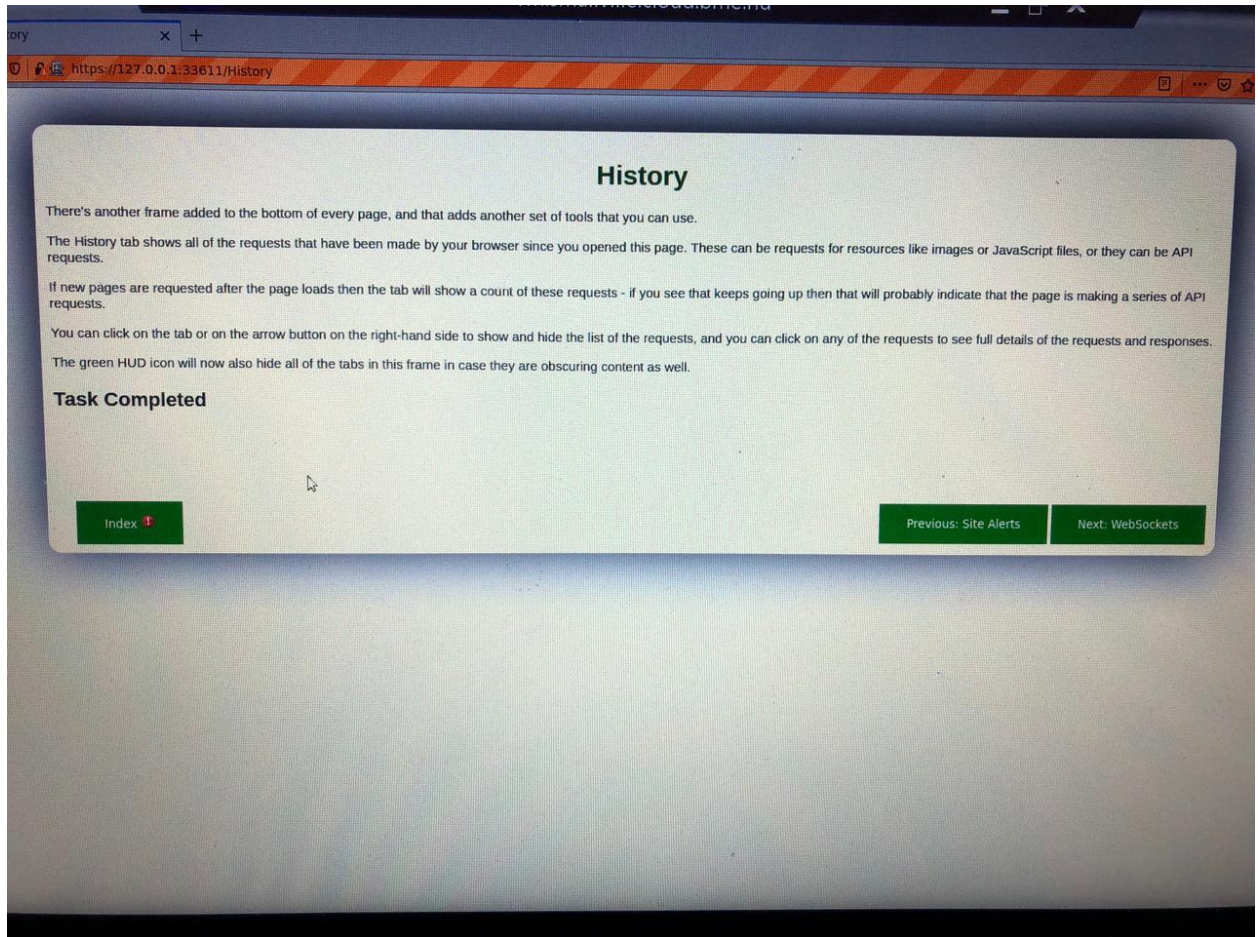 tory
https://127.0.0.1:33611/History
History
There's another frame added to the bottom of every page, and that adds another set of tools that you can use.
The History tab shows all of the requests that have been made by your browser since you opened this page. These can be requests for resources like images or JavaScript files, or they can be API
requests.
If new pages are requested after the page loads then the tab will show a count of these requests - if you see that keeps going up then that will probably indicate that the page is making a series of API
requests.
You can click on the tab or on the arrow button on the right-hand side to show and hide the list of the requests, and you can click on any of the requests to see full details of the requests and responses.
The green HUD icon will now also hide all of the tabs in this frame in case they are obscuring content as well.
Task Completed
Index
Previous: Site Alerts
Next: WebSockets